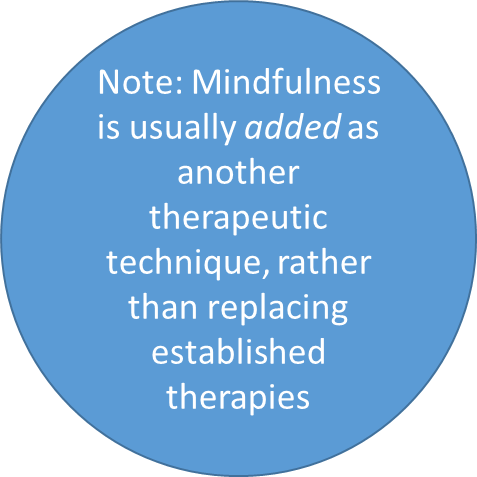 Note: Mindfulness
is usually added as
another
therapeutic
technique, rather
than replacing
established
therapies